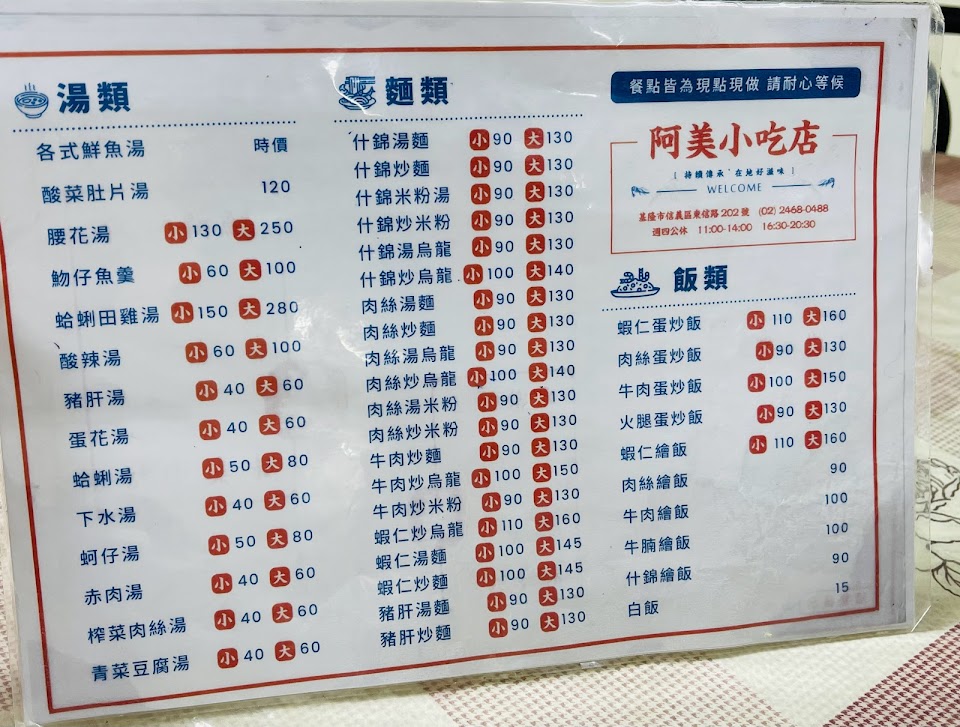 湯類
各式鮮魚湯 時價
酸菜肚片湯 120
腰花湯 小 130 大 250
吻仔魚羹 小 60 大 100
蛤蜊田雞湯 小 150 大 280
酸辣湯 小 60 大 100
豬肝湯 小 40 大 60
蛋花湯 小 40 大 60
蛤蜊湯 小 50 大 80
下水湯 小 40 大 60
蚵仔湯 小 50 大 80
赤肉湯 小 40 大 60
榨菜肉絲湯 小 40 大 60
青菜豆腐湯 小 40 大 60
麵類
什錦湯麵 小 90 大 130
什錦炒麵 小 90 大 130
什錦米粉湯 小 90 大 130
什錦炒米粉 小 90 大 130
什錦湯烏龍 小 90 大 130
什錦炒烏龍 小 100 大 140
肉絲湯麵 小 90 大 130
肉絲炒麵 小 90 大 130
肉絲湯烏龍 小 90 大 130
肉絲炒烏龍 小 100 大 140
肉絲湯米粉 小 90 大 130
肉絲炒米粉 小 90 大 130
牛肉炒麵 小 90 大 130
牛肉炒烏龍 小 100 大 150
牛肉炒米粉 小 90 大 130
蝦仁炒烏龍 小 110 大 160
蝦仁湯麵 小 100 大 145
蝦仁炒麵 小 100 大 145
豬肝湯麵 小 90 大 130
豬肝炒麵 小 90 大 130
餐點皆為現點現做 請耐心等候
阿美小吃店
[ 持續傳承 在地好滋味 ]
WELCOME
基隆市信義區東信路202號 (02) 2468-0488
週四公休 11:00-14:00 16:30-20:30
飯類
蝦仁蛋炒飯 小 110 大 160
肉絲蛋炒飯 小 90 大 130
牛肉蛋炒飯 小 100 大 150
火腿蛋炒飯 小 90 大 130
蝦仁繪飯 小 110 大 160
肉絲繪飯 90
牛肉繪飯 100
牛腩繪飯 100
什錦繪飯 90
白飯 15